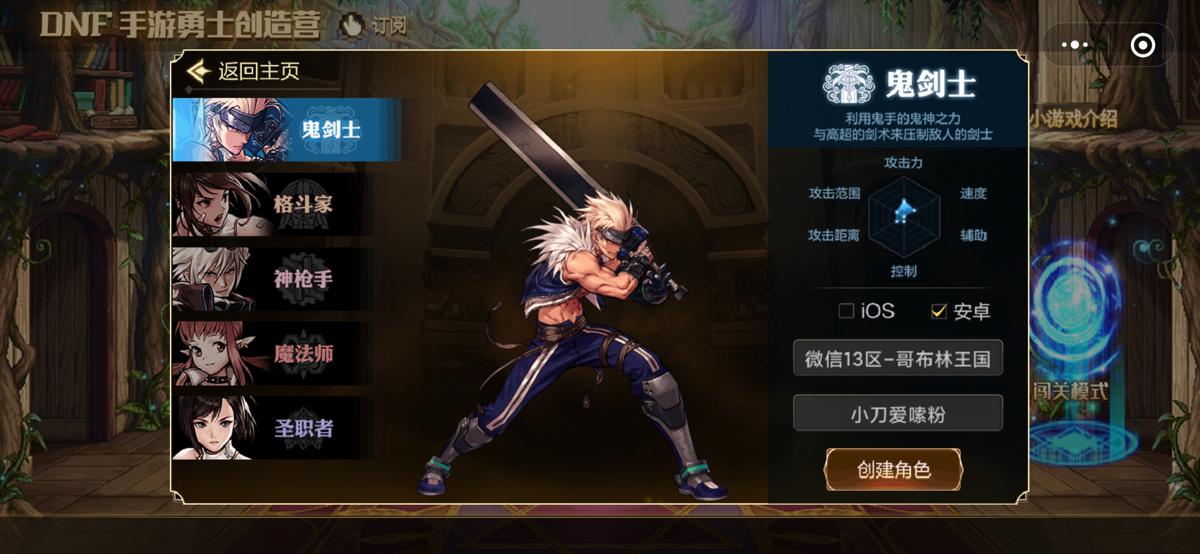 DNF 手游勇士创造营
订阅
返回主页
鬼剑士
格斗家
神枪手
魔法师
圣职者
鬼剑士
利用鬼手的鬼神之力
与高超的剑术来压制敌人的剑士
攻击力
攻击范围
速度
攻击距离
辅助
控制
iOS
安卓
微信13区-哥布林王国
小刀爱嗦粉
创建角色
小游戏介绍
闯关模式